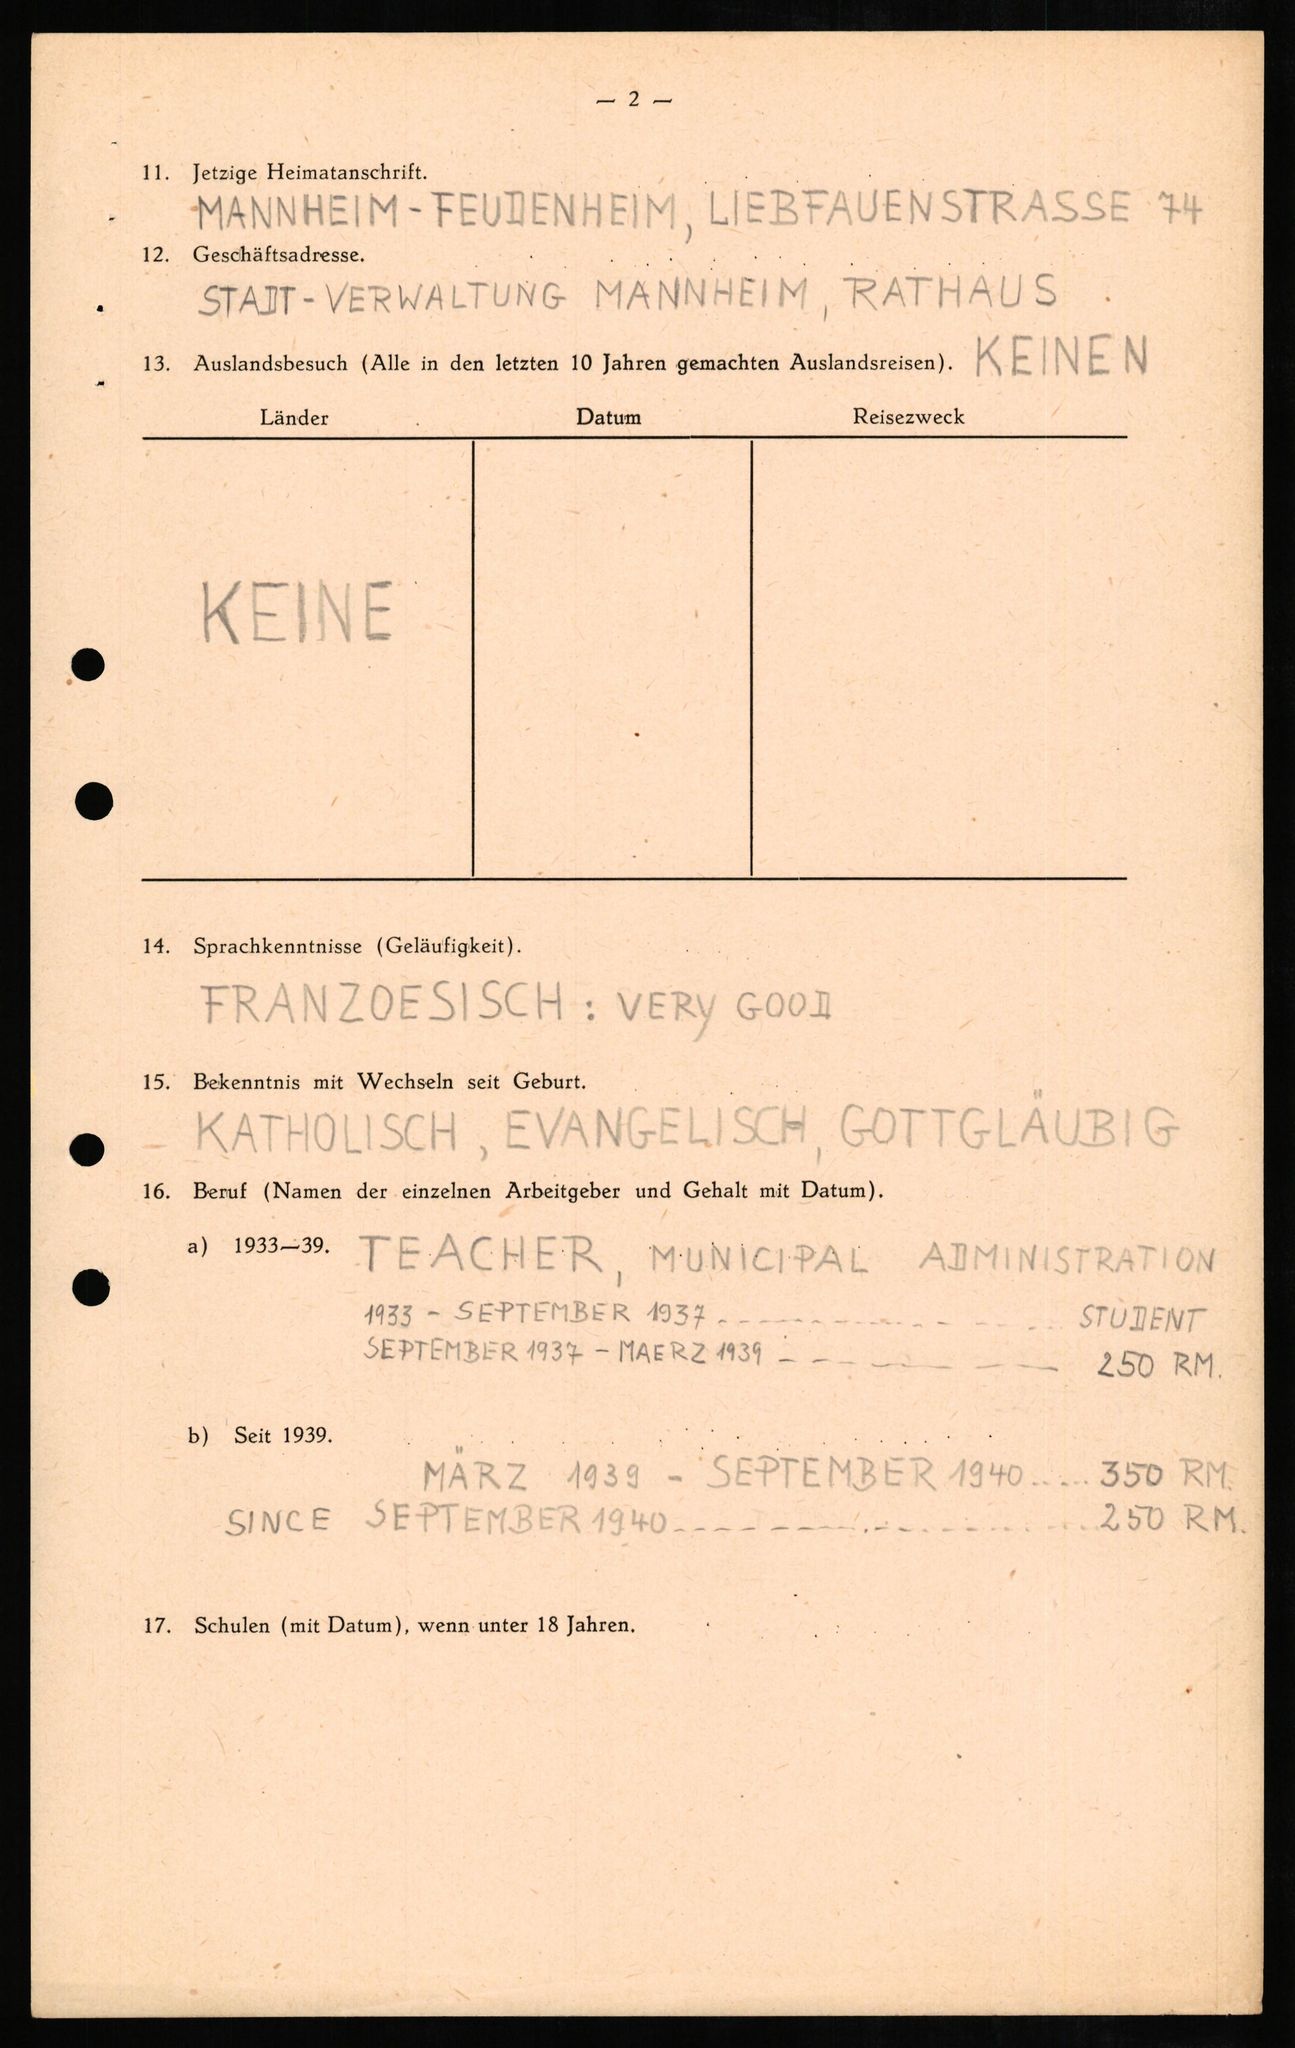 — 2 —
11. Jetzige Heimatanschrift.
MANNHEIM - FEUDENHEIM, LIEBFAUENSTRASSE 74
12. Geschäftsadresse.
STADT - VERWALTUNG MANNHEIM, RATHAUS
13. Auslandsbesuch (Alle in den letzten 10 Jahren gemachten Auslandsreisen). KEINEN
Länder Datum Reisezweck
KEINE
14. Sprachkenntnisse (Geläufigkeit).
FRANZOESISCH : VERY GOOD
15. Bekenntnis mit Wechseln seit Geburt.
KATHOLISCH, EVANGELISCH, GOTTGLÄUBIG
16. Beruf (Namen der einzelnen Arbeitgeber und Gehalt mit Datum).
a) 1933—39. TEACHER, MUNICIPAL ADMINISTRATION
1933 - SEPTEMBER 1937 STUDENT
SEPTEMBER 1937 - MAERZ 1939 250 RM.
b) Seit 1939.
MÄRZ 1939 - SEPTEMBER 1940 ..... 350 RM.
SINCE SEPTEMBER 1940 250 RM.
17. Schulen (mit Datum), wenn unter 18 Jahren.